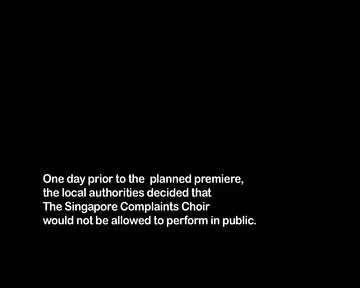 One day prior to the planned premiere,
the local authorities decided that
The Singapore Complaints Choir
would not be allowed to perform in public.